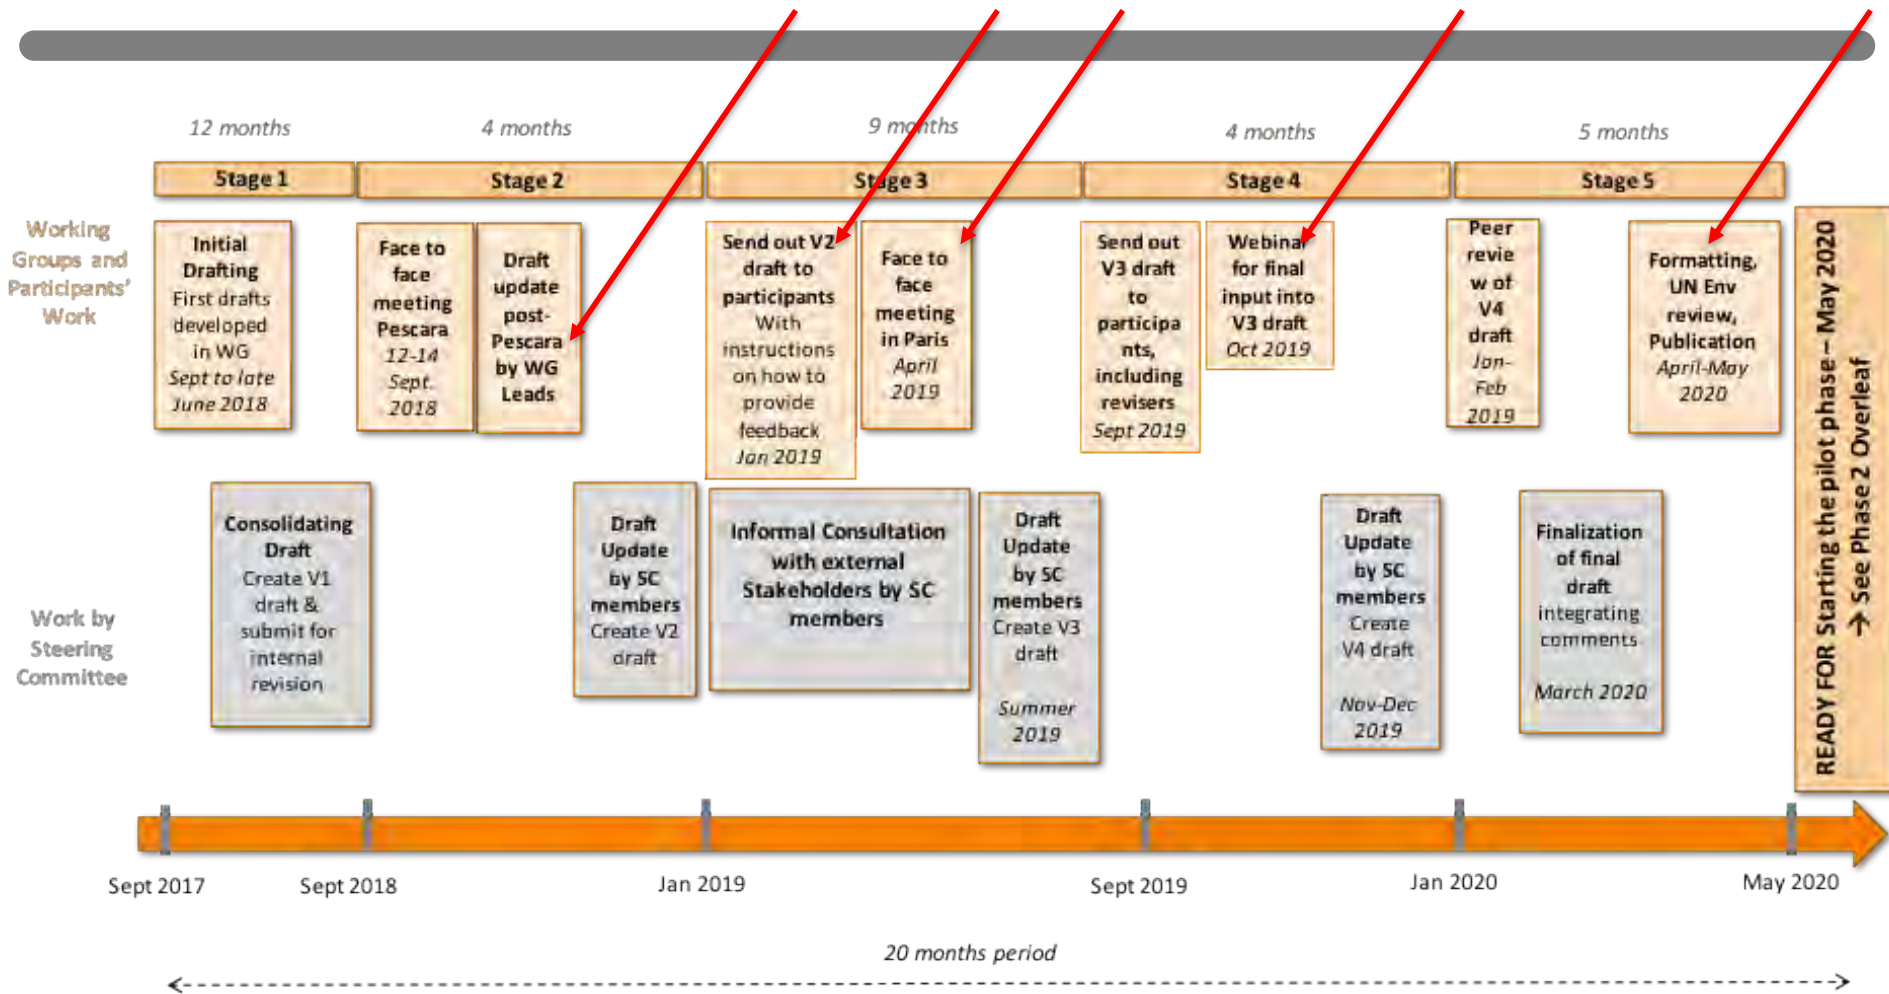 12 months
4 months
9 months
4 months
5 months
Stage 1
Stage 2
Stage 3
Stage 4
Stage 5
Working
Groups and
Participants'
Work
Initial
Drafting
First drafts
developed
in WG
Sept to late
June 2018
Face to
face
meeting
Pescara
12-14
Sept.
2018
Draft
update
post-
Pescara
by WG
Leads
Send out V2
draft to
participants
With
instructions
on how to
provide
feedback
Jan 2019
Face to
face
meeting
in Paris
April
2019
Send out
V3 draft
to
participa
nts,
including
revisers
Sept 2019
Webinar
for final
input into
V3 draft
Oct 2019
Peer
revie
w of
V4
draft
Jan-
Feb
2019
Formatting,
UN Env
review,
Publication
April-May
2020
READY FOR Starting the pilot phase – May 2020
→ See Phase 2 Overleaf
Work by
Steering
Committee
Consolidating
Draft
Create V1
draft &
submit for
internal
revision
Draft
Update
by SC
members
Create V2
draft
Informal Consultation
with external
Stakeholders by SC
members
Draft
Update
by SC
members
Create V3
draft
Summer
2019
Draft
Update
by SC
members
Create
V4 draft
Nov-Dec
2019
Finalization
of final
draft
integrating
comments
March 2020
Sept 2017
Sept 2018
Jan 2019
Sept 2019
Jan 2020
May 2020
20 months period